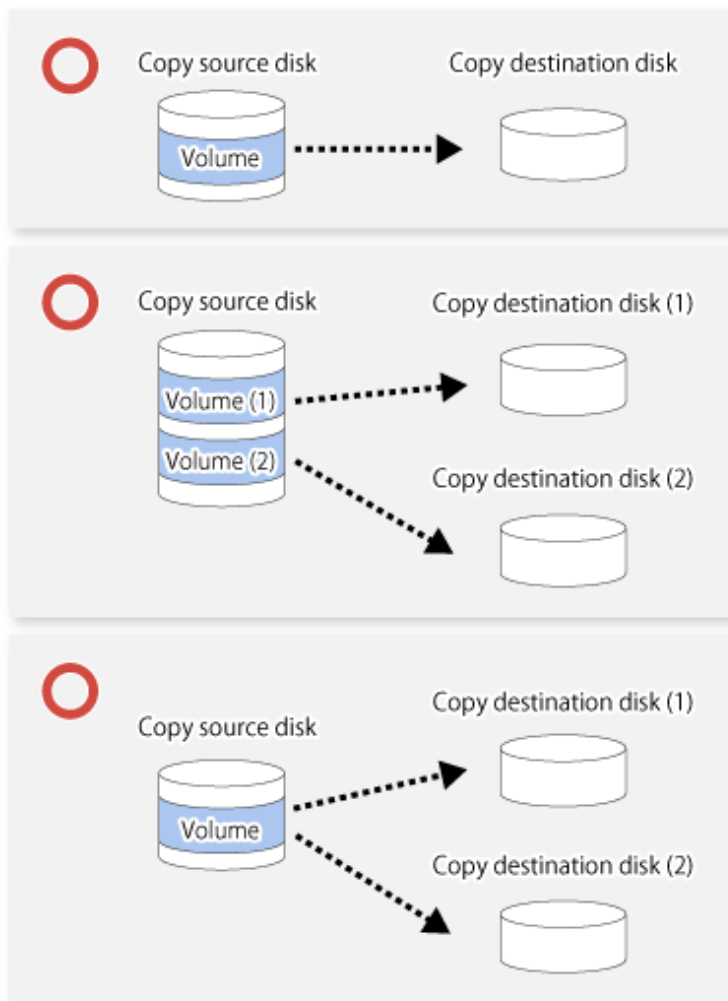 Copy source disk
Copy destination disk
Volume
Copy source disk
Copy destination disk (1)
Volume (1)
Volume (2)
Copy destination disk (2)
Copy destination disk (1)
Copy source disk
Volume
Copy destination disk (2)